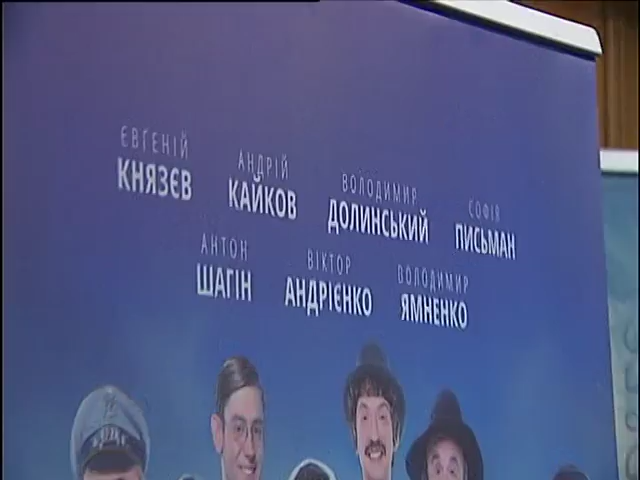 ЄВГЕНІЙ АНДРІЙ ВОЛОДИМИР СОФІЯ
КНЯЗЄВ КАЙКОВ ДОЛИНСЬКИЙ ПИСЬМАН
АНТОН ВІКТОР ВОЛОДИМИР
ШАГІН АНДРІЄНКО ЯМНЕНКО